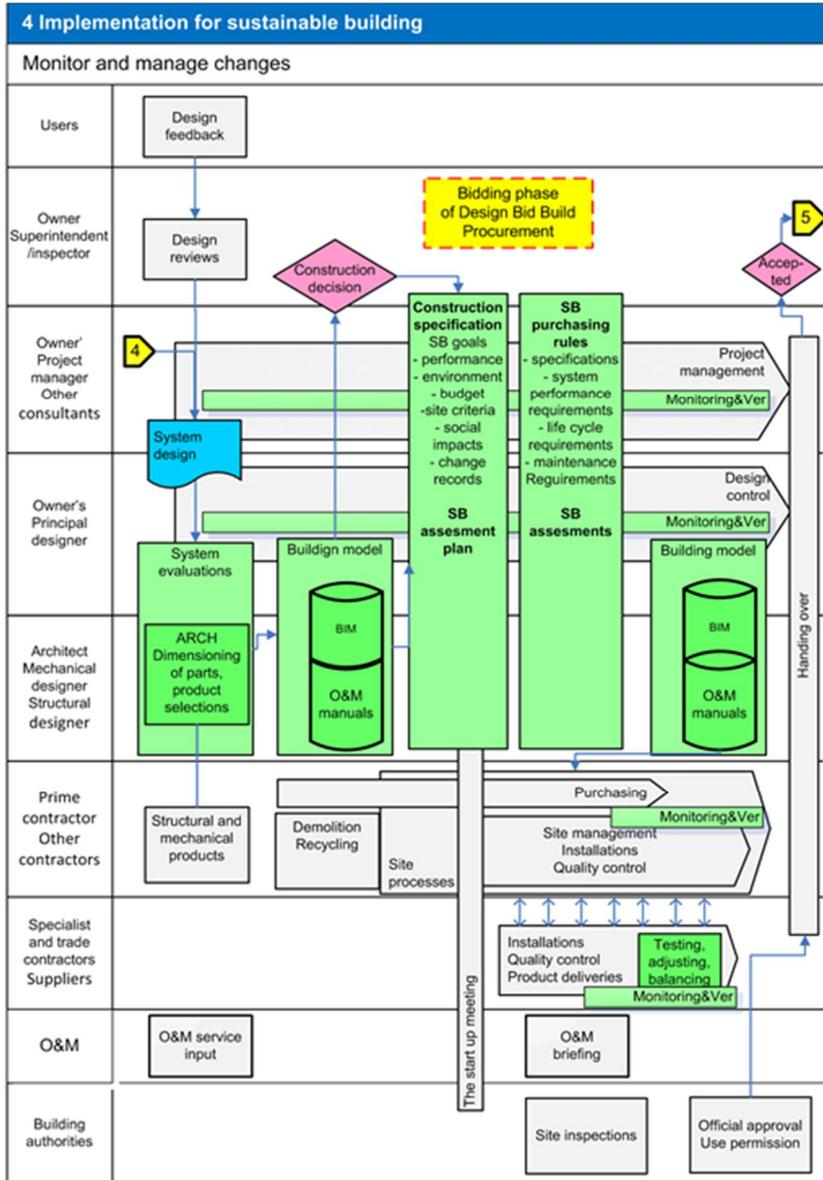 4 Implementation for sustainable building
Monitor and manage changes
Users
Design
feedback
Owner
Superintendent
/inspector
Design
reviews
Construction
decision
Bidding phase
of Design Bid Build
Procurement
5
Accep-
ted
Owner'
Project
manager
Other
consultants
4
System
design
Construction
specification
SB goals
- performance
- environment
- budget
-site criteria
- social
impacts
- change
records
SB
assesment
plan
SB
purchasing
rules
- specifications
- system
performance
requirements
- life cycle
requirements
- maintenance
Reguirements
SB
assesments
Project
management
Monitoring&Ver
Owner's
Principal
designer
Design
control
Monitoring&Ver
System
evaluations
Buildign model
Building model
Architect
Mechanical
designer
Structural
designer
ARCH
Dimensioning
of parts,
product
selections
BIM
O&M
manuals
BIM
O&M
manuals
Handing over
Prime
contractor
Other
contractors
Structural and
mechanical
products
Demolition
Recycling
Site
processes
Purchasing
Monitoring&Ver
Site management
Installations
Quality control
Specialist
and trade
contractors
Suppliers
Installations
Quality control
Product deliveries
Testing,
adjusting,
balancing
Monitoring&Ver
The start up meeting
O&M
O&M service
input
O&M
briefing
Building
authorities
Site inspections
Official approval
Use permission